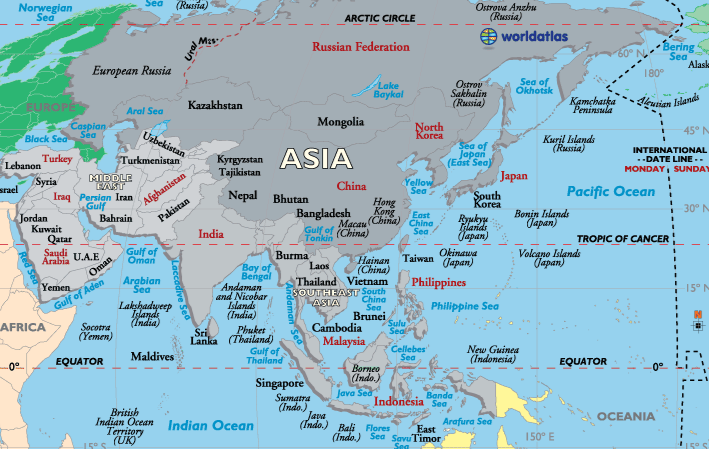 Norwegian
Sea
Sea
(Russia)
ARCTIC CIRCLE
Ostrova Anzhu
(Russia)
worldatlas
Ural Mts.
Russian Federation
60° N
180°
Bering
Sea
European Russia
Lake
Baykal
Ostrov
Sakhalin
(Russia)
Sea of
Okhotsk
Kamchatka
Peninsula
Aleutian Islands
EUROPE
Kazakhstan
Aral Sea
Mongolia
North
Korea
45° N
Black Sea
Caspian
Sea
Uzbekistan
Kuril Islands
(Russia)
INTERNATIONAL
DATE LINE
MONDAY
SUNDAY
Turkey
Lebanon
Turkmenistan
Kyrgyzstan
Tajikistan
ASIA
Sea of
Japan
(East Sea)
Japan
Syria
MIDDLE
EAST
Afghanistan
China
Yellow
Sea
Pacific Ocean
Iraq
Persian
Gulf
Iran
Nepal
Bhutan
South
Korea
Jordan
Bahrain
Pakistan
Bangladesh
Hong
Kong
(China)
East
China
Sea
Ryukyu
Islands
(Japan)
Bonin Islands
(Japan)
30° N
Kuwait
Qatar
India
Gulf of
Tonkin
Macau
(China)
TROPIC OF CANCER
Saudi
Arabia
U.A.E.
Oman
Gulf of
Oman
Burma
Laos
Hainan
(China)
Taiwan
Okinawa
(Japan)
Volcano Islands
(Japan)
Red Sea
Yemen
Gulf of Aden
Arabian
Sea
Laccadive Sea
Bay of
Bengal
Thailand
Vietnam
Philippines
15° N
SOUTHEAST
ASIA
South
China
Sea
Lakshadweep
Islands
(India)
Andaman
and Nicobar
Islands
(India)
Andaman Sea
Philippine Sea
Brunei
AFRICA
Socotra
(Yemen)
Sri
Lanka
Phuket
(Thailand)
Cambodia
Malaysia
Sulu
Sea
N
Maldives
Gulf of
Thailand
Cellebes
Sea
New Guinea
(Indonesia)
0°
EQUATOR
EQUATOR
0°
Borneo
(Indo.)
Singapore
Java Sea
Sumatra
(Indo.)
Indonesia
Banda
Sea
British
Indian Ocean
Territory
(UK)
Indian Ocean
Java
(Indo.)
Bali
(Indo.)
Flores
Sea
Savu
Sea
East
Timor
Arafura Sea
OCEANIA
150° E
15° S